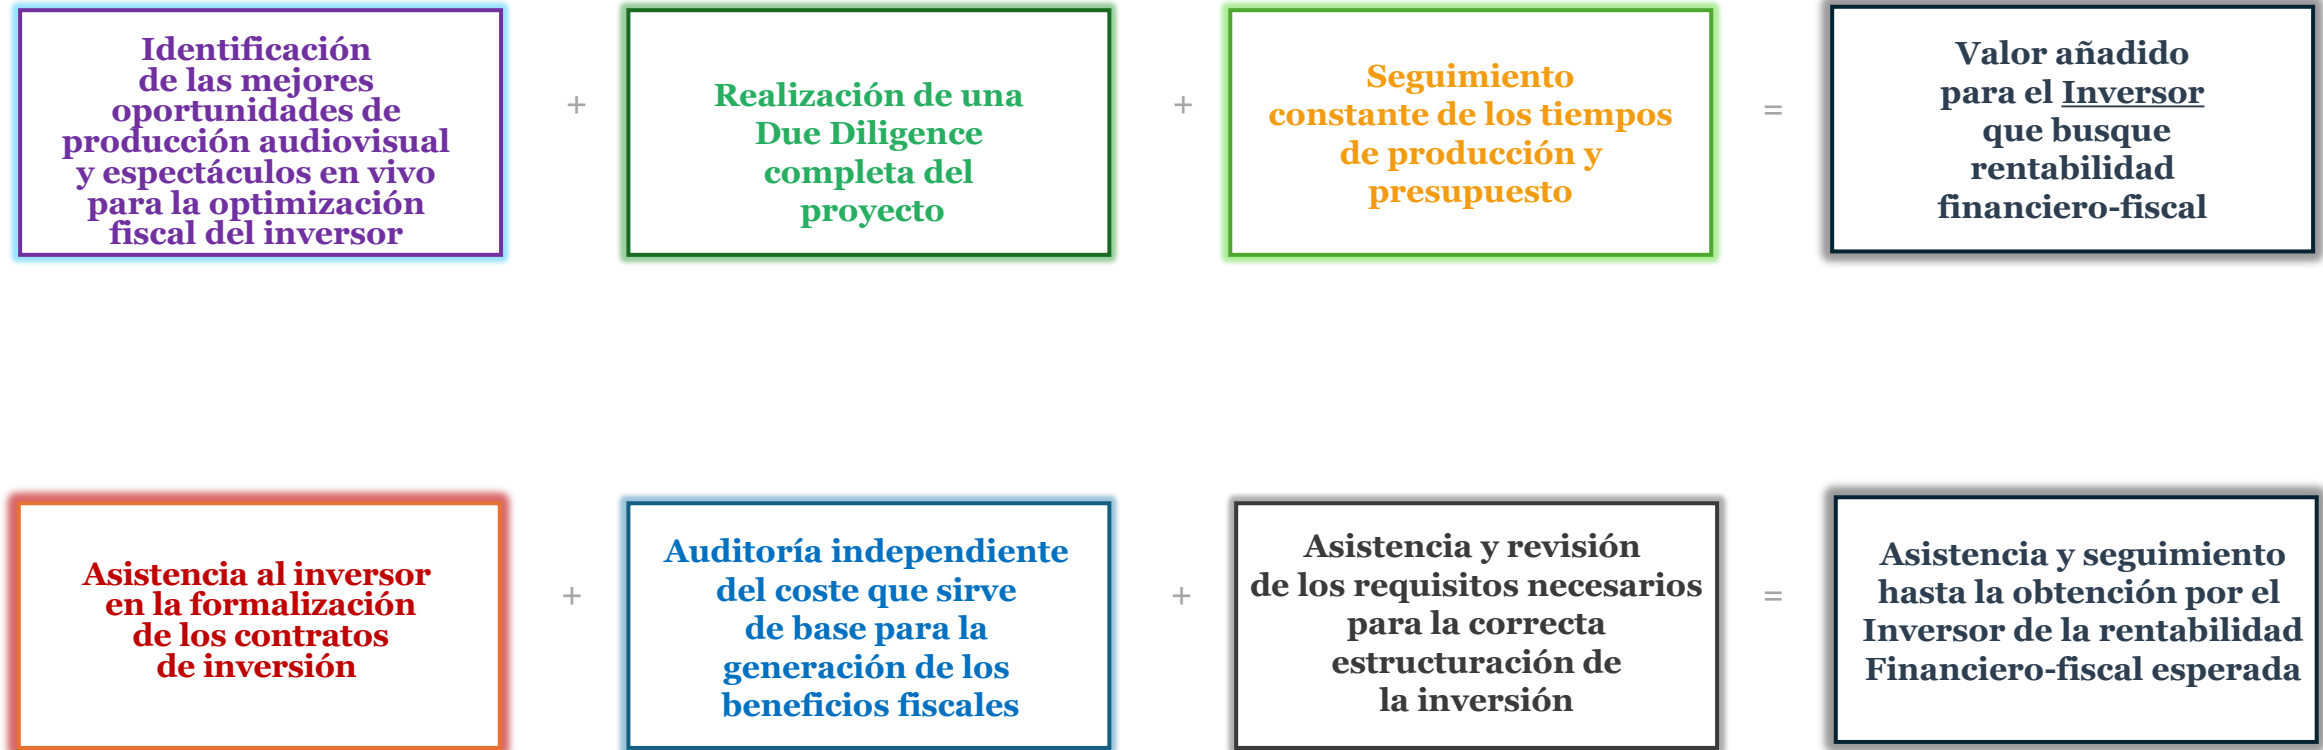 Identificación
de las mejores
oportunidades de
producción audiovisual
y espectáculos en vivo
para la optimización
fiscal del inversor
+
Realización de una
Due Diligence
completa del
proyecto
+
Seguimiento
constante de los tiempos
de producción y
presupuesto
=
Valor añadido
para el Inversor
que busque
rentabilidad
financiero-fiscal
Asistencia al inversor
en la formalización
de los contratos
de inversión
+
Auditoría independiente
del coste que sirve
de base para la
generación de los
beneficios fiscales
+
Asistencia y revisión
de los requisitos necesarios
para la correcta
estructuración de
la inversión
=
Asistencia y seguimiento
hasta la obtención por el
Inversor de la rentabilidad
Financiero-fiscal esperada